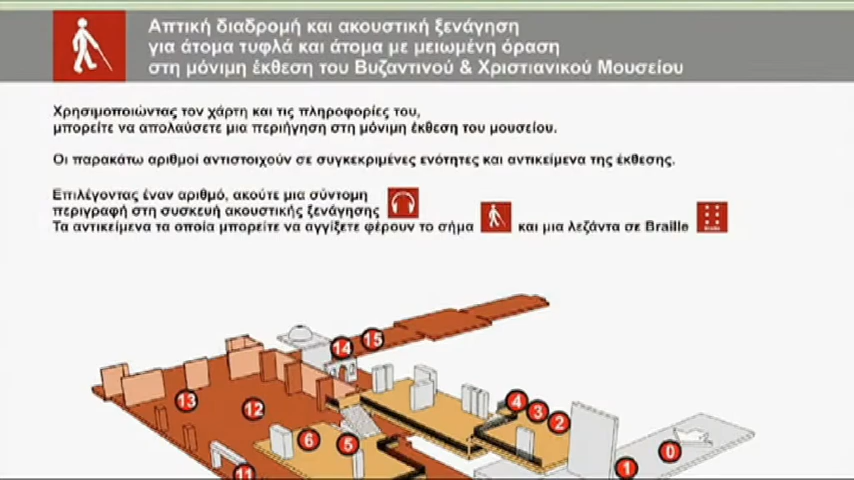 Απτική διαδρομή και ακουστική ξενάγηση
για άτομα τυφλά και άτομα με μειωμένη όραση
στη μόνιμη έκθεση του Βυζαντινού & Χριστιανικού Μουσείου
Χρησιμοποιώντας τον χάρτη και τις πληροφορίες του,
μπορείτε να απολαύσετε μια περιήγηση στη μόνιμη έκθεση του μουσείου.
Οι παρακάτω αριθμοί αντιστοιχούν σε συγκεκριμένες ενότητες και αντικείμενα της έκθεσης.
Επιλέγοντας έναν αριθμό, ακούτε μια σύντομη
περιγραφή στη συσκευή ακουστικής ξενάγησης
Τα αντικείμενα τα οποία μπορείτε να αγγίξετε φέρουν το σήμα και μια λεζάντα σε Braille
15
14
13
12
4
3
2
6
5
0
1
11